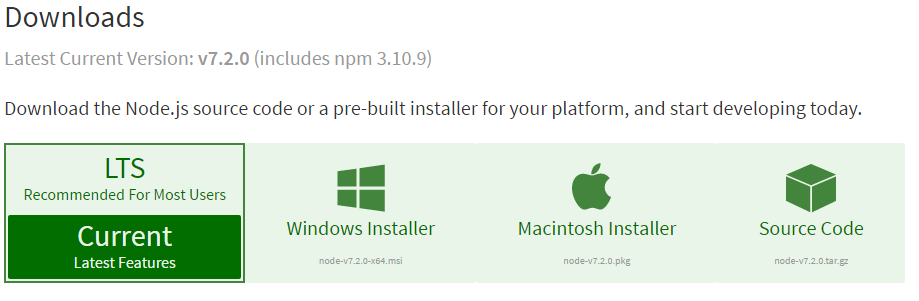 Downloads
Latest Current Version: v7.2.0 (includes npm 3.10.9)
Download the Node.js source code or a pre-built installer for your platform, and start developing today.
LTS
Recommended For Most Users
Current
Latest Features
Windows Installer
node-v7.2.0-x64.msi
Macintosh Installer
node-v7.2.0.pkg
Source Code
node-v7.2.0.tar.gz